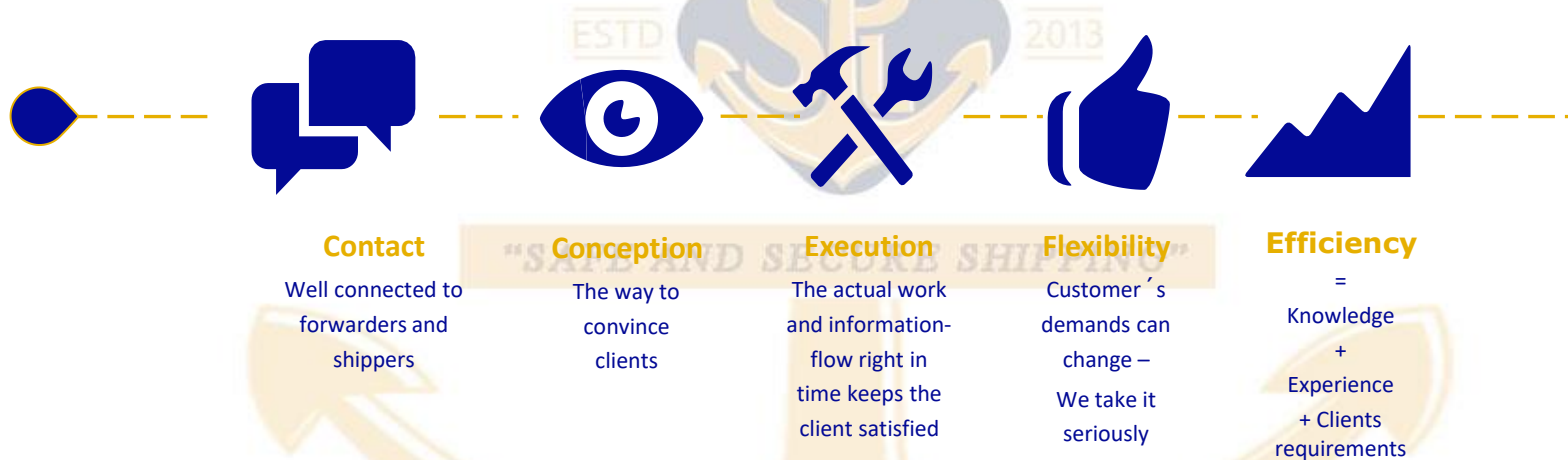 ESTD
SPL
2013
"SAFE AND SECURE SHIPPING"
Contact
Well connected to
forwarders and
shippers
Conception
The way to
convince
clients
Execution
The actual work
and information-
flow right in
time keeps the
client satisfied
Flexibility
Customer´s
demands can
change –
We take it
seriously
Efficiency
=
Knowledge
+
Experience
+ Clients
requirements